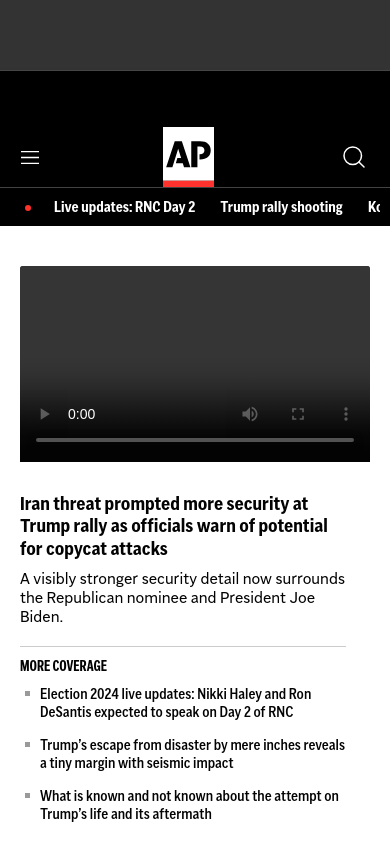 AP
Live updates: RNC Day 2 Trump rally shooting
0:00
Iran threat prompted more security at
Trump rally as officials warn of potential
for copycat attacks
A visibly stronger security detail now surrounds
the Republican nominee and President Joe
Biden.
MORE COVERAGE
Election 2024 live updates: Nikki Haley and Ron
DeSantis expected to speak on Day 2 of RNC
Trump’s escape from disaster by mere inches reveals
a tiny margin with seismic impact
What is known and not known about the attempt on
Trump’s life and its aftermath